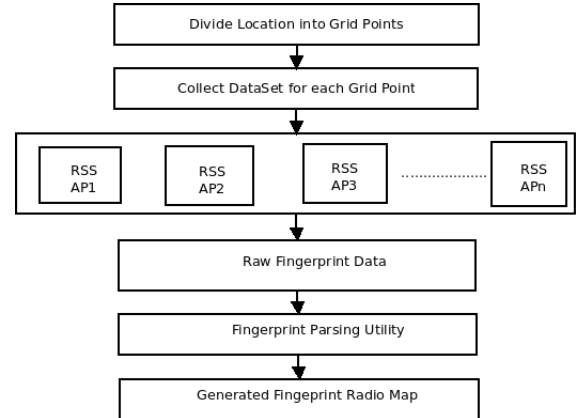 Divide Location into Grid Points
Collect DataSet for each Grid Point
RSS
AP1
RSS
AP2
RSS
AP3
RSS
APn
Raw Fingerprint Data
Fingerprint Parsing Utility
Generated Fingeprint Radio Map